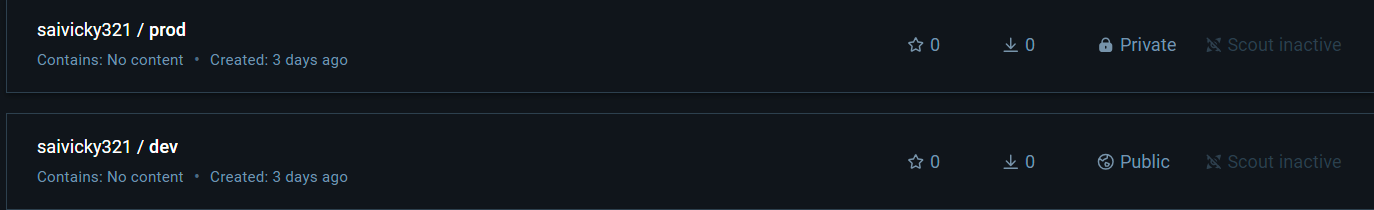 saivicky321 / prod
0 0 Private Scout inactive
Contains: No content • Created: 3 days ago
saivicky321 / dev
0 0 Public Scout inactive
Contains: No content • Created: 3 days ago